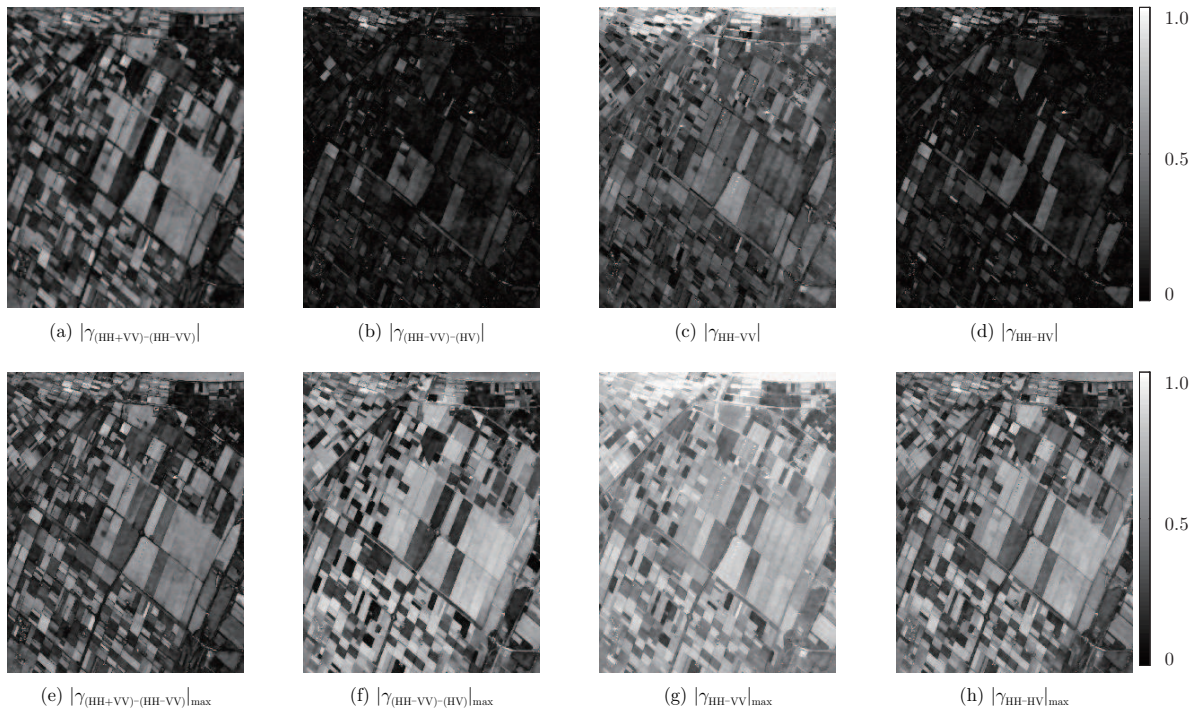 1.0
0.5
0
(a) |γ(HH+VV)-(HH-VV)|
(b) |γ(HH-VV)-(HV)|
(c) |γHH-VV|
(d) |γHH-HV|
1.0
0.5
0
(e) |γ(HH+VV)-(HH-VV)|max
(f) |γ(HH-VV)-(HV)|max
(g) |γHH-VV|max
(h) |γHH-HV|max